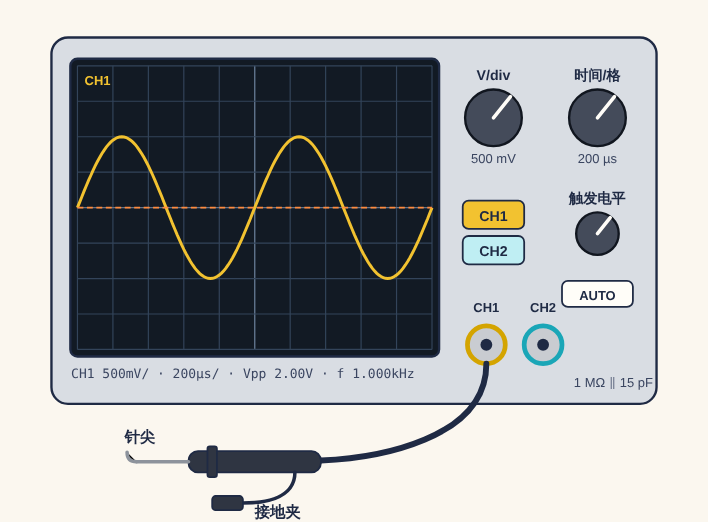 CH1
V/div
时间/格
500 mV
200 µs
触发电平
CH1
CH2
AUTO
CH1
CH2
1 MΩ ∥ 15 pF
CH1 500mV/ · 200µs/ · Vpp 2.00V · f 1.000kHz
针尖
接地夹